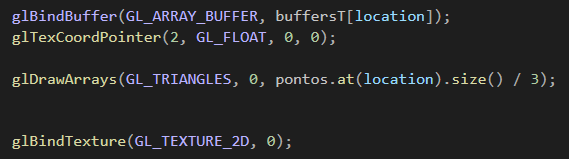 glBindBuffer(GL_ARRAY_BUFFER, buffersT[location]);
glTexCoordPointer(2, GL_FLOAT, 0, 0);
glDrawArrays(GL_TRIANGLES, 0, pontos.at(location).size() / 3);
glBindTexture(GL_TEXTURE_2D, 0);